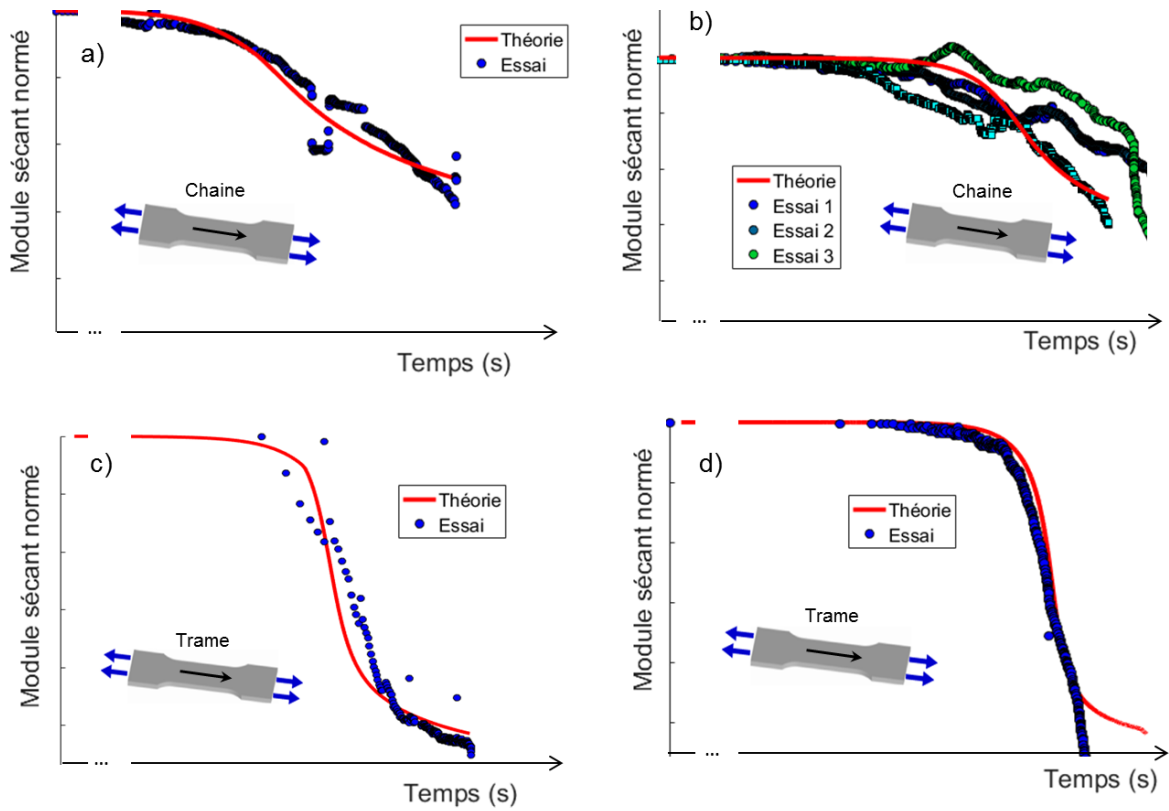 a)
Module sécant normé
Théorie
Essai
Chaine
...
Temps (s)
b)
Module sécant normé
Théorie
Essai 1
Essai 2
Essai 3
Chaine
...
Temps (s)
c)
Module sécant normé
Théorie
Essai
Trame
...
Temps (s)
d)
Module sécant normé
Théorie
Essai
Trame
...
Temps (s)